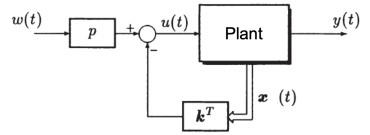 w(t)
p
+
−
u(t)
Plant
y(t)
x (t)
k^T